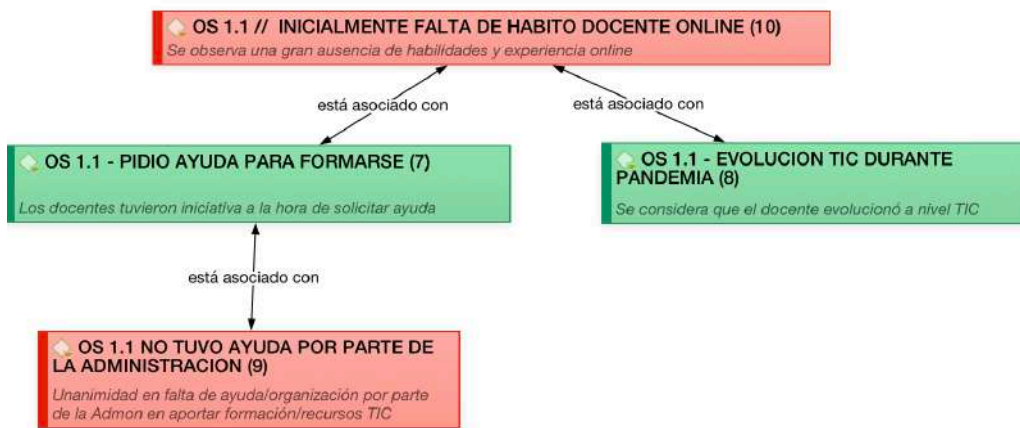 OS 1.1 // INICIALMENTE FALTA DE HABITO DOCENTE ONLINE (10)
Se observa una gran ausencia de habilidades y experiencia online
está asociado con
está asociado con
OS 1.1 - PIDIO AYUDA PARA FORMARSE (7)
Los docentes tuvieron iniciativa a la hora de solicitar ayuda
OS 1.1 - EVOLUCION TIC DURANTE
PANDEMIA (8)
Se considera que el docente evolucionó a nivel TIC
está asociado con
OS 1.1 NO TUVO AYUDA POR PARTE DE
LA ADMINISTRACION (9)
Unanimidad en falta de ayuda/organización por parte
de la Admon en aportar formación/recursos TIC